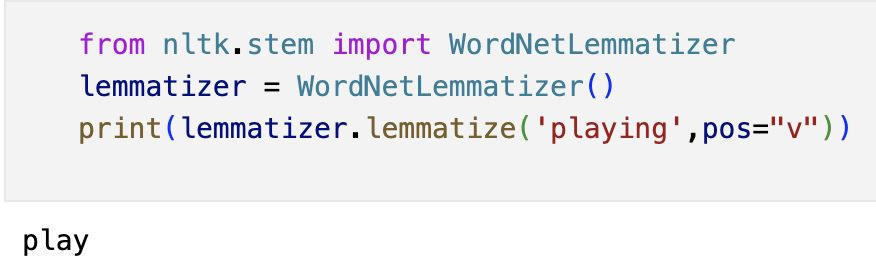 from nltk.stem import WordNetLemmatizer
lemmatizer = WordNetLemmatizer()
print(lemmatizer.lemmatize('playing',pos="v"))
play